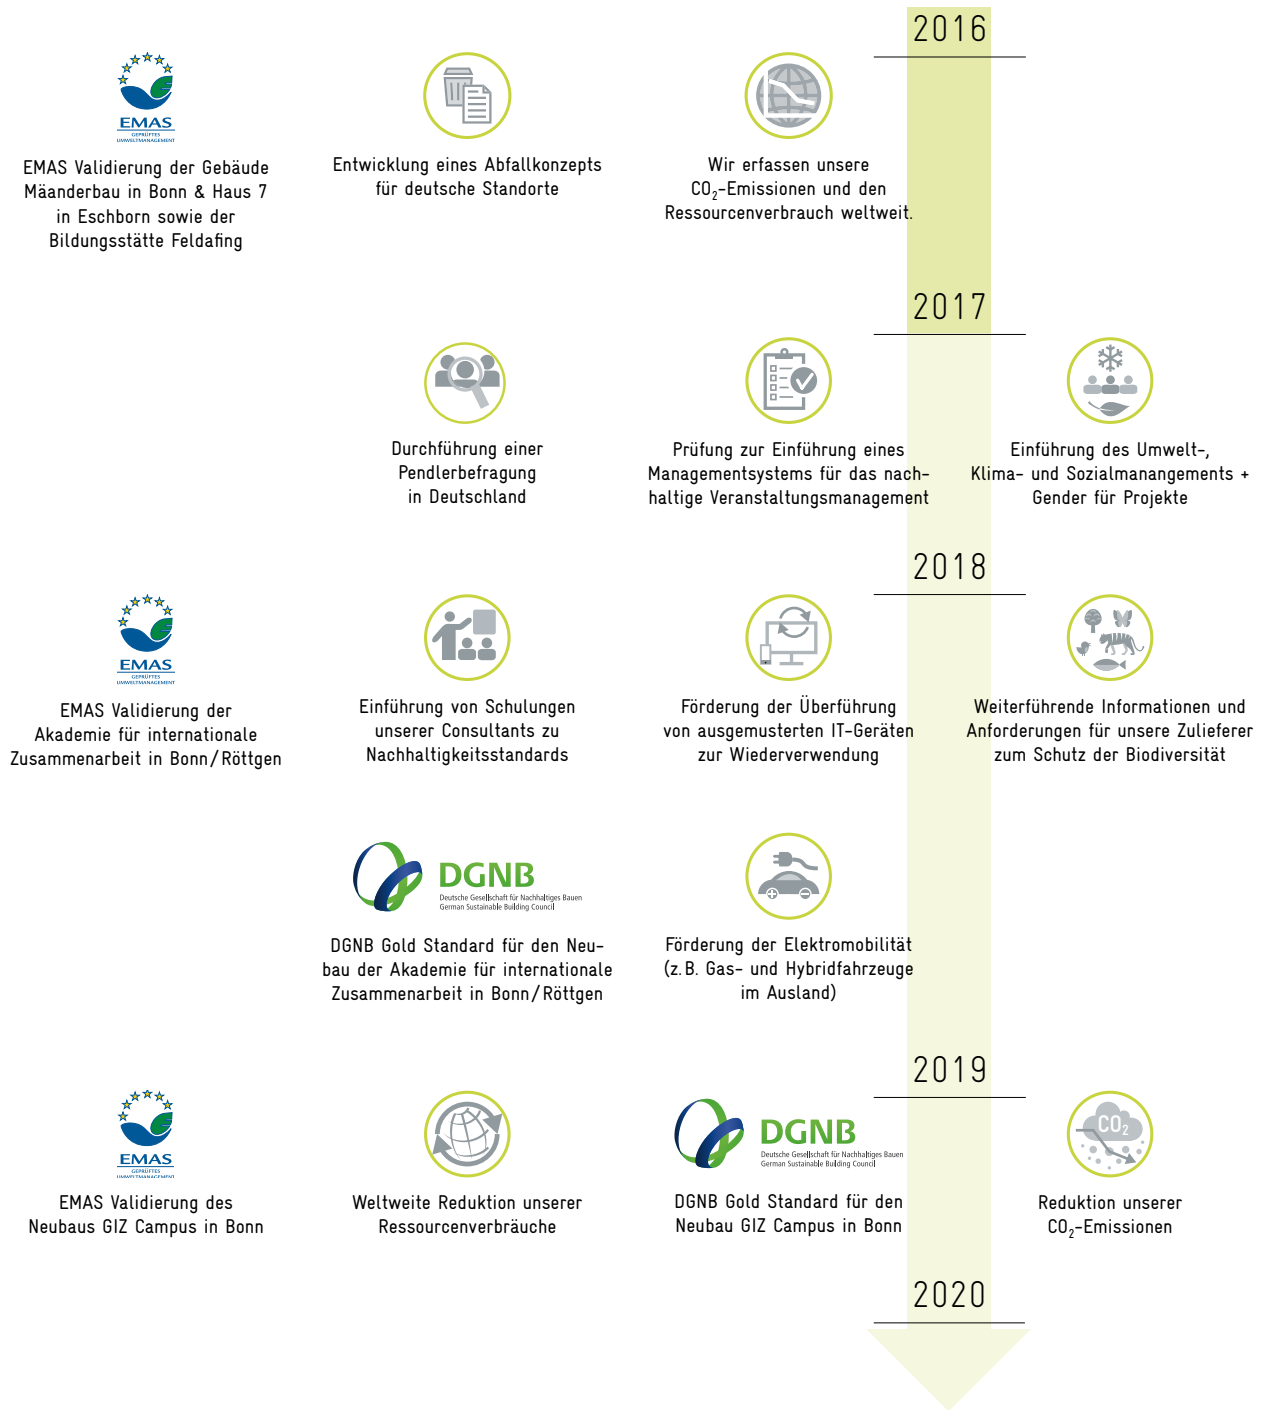 2016
EMAS
GEPRÜFTES
UMWELTMANAGEMENT
EMAS Validierung der Gebäude
Mäanderbau in Bonn & Haus 7
in Eschborn sowie der
Bildungsstätte Feldafing
Entwicklung eines Abfallkonzepts
für deutsche Standorte
Wir erfassen unsere
CO₂-Emissionen und den
Ressourcenverbrauch weltweit.
2017
Durchführung einer
Pendlerbefragung
in Deutschland
Prüfung zur Einführung eines
Managementsystems für das nach-
haltige Veranstaltungsmanagement
Einführung des Umwelt-,
Klima- und Sozialmanangements +
Gender für Projekte
2018
EMAS
GEPRÜFTES
UMWELTMANAGEMENT
EMAS Validierung der
Akademie für internationale
Zusammenarbeit in Bonn/Röttgen
Einführung von Schulungen
unserer Consultants zu
Nachhaltigkeitsstandards
Förderung der Überführung
von ausgemusterten IT-Geräten
zur Wiederverwendung
Weiterführende Informationen und
Anforderungen für unsere Zulieferer
zum Schutz der Biodiversität
DGNB
Deutsche Gesellschaft für Nachhaltiges Bauen
German Sustainable Building Council
DGNB Gold Standard für den Neu-
bau der Akademie für internationale
Zusammenarbeit in Bonn/Röttgen
Förderung der Elektromobilität
(z.B. Gas- und Hybridfahrzeuge
im Ausland)
2019
EMAS
GEPRÜFTES
UMWELTMANAGEMENT
EMAS Validierung des
Neubaus GIZ Campus in Bonn
Weltweite Reduktion unserer
Ressourcenverbräuche
DGNB
Deutsche Gesellschaft für Nachhaltiges Bauen
German Sustainable Building Council
DGNB Gold Standard für den
Neubau GIZ Campus in Bonn
CO₂
Reduktion unserer
CO₂-Emissionen
2020